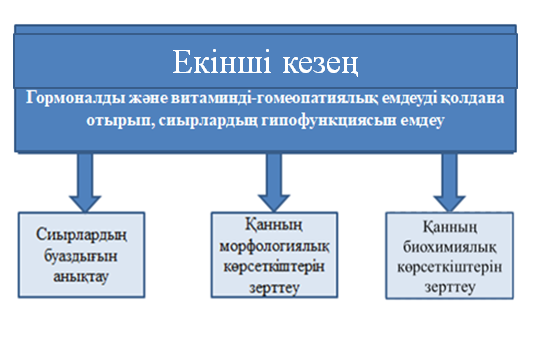 Екінші кезең
Гормоналды және витаминді-гомеопатиялық емдеуді қолдана
отырып, сиырлардың гипофункциясын емдеу
Сиырлардың
буаздығын
анықтау
Қанның
морфологиялық
көрсеткіштерін
зерттеу
Қанның
биохимиялық
көрсеткіштерін
зерттеу